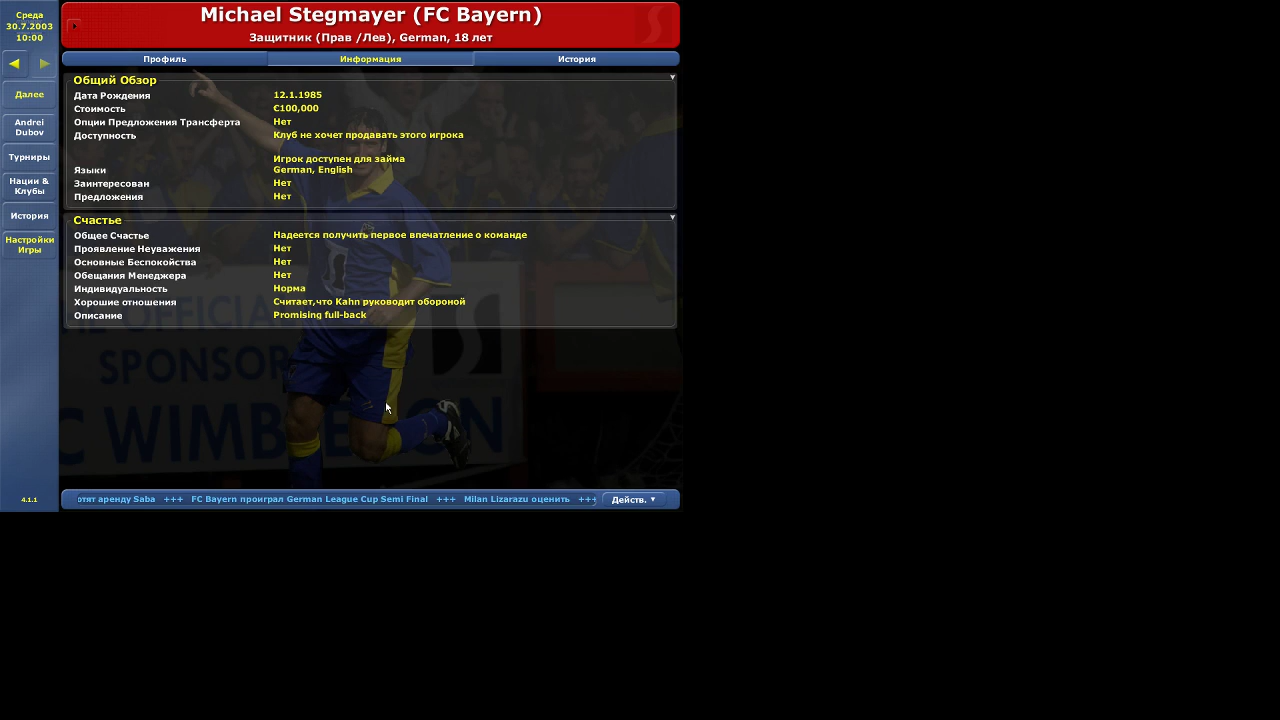 Среда
30.7.2003
10:00
Далее
Andrei
Dubov
Турниры
Нации &
Клубы
История
Настройки
Игры
4.1.1
Michael Stegmayer (FC Bayern)
Защитник (Прав /Лев), German, 18 лет
Профиль Информация История
Общий Обзор
Дата Рождения 12.1.1985
Стоимость €100,000
Опции Предложения Трансферта Нет
Доступность Клуб не хочет продавать этого игрока
Игрок доступен для займа
Языки German, English
Заинтересован Нет
Предложения Нет
Счастье
Общее Счастье Надеется получить первое впечатление о команде
Проявление Неуважения Нет
Основные Беспокойства Нет
Обещания Менеджера Нет
Индивидуальность Норма
Хорошие отношения Считает,что Kahn руководит обороной
Описание Promising full-back
OFFICIAL
SPONSORS
C WIMBLEDON
отят аренду Saba +++ FC Bayern проиграл German League Cup Semi Final +++ Milan Lizarazu оценить +++
Действ.